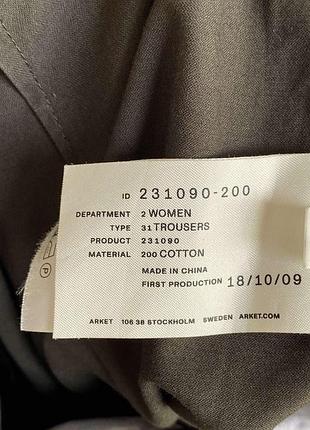 ID 231090-200
DEPARTMENT 2 WOMEN
TYPE 31 TROUSERS
PRODUCT 231090
MATERIAL 200 COTTON
MADE IN CHINA
FIRST PRODUCTION 18/10/09
ARKET 106 38 STOCKHOLM SWEDEN ARKET.COM
P